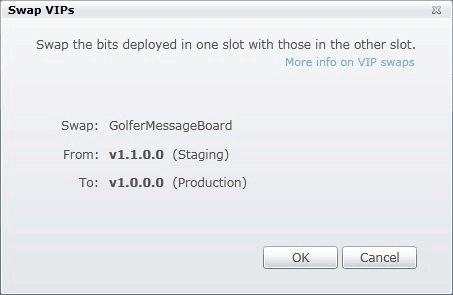 Swap VIPs
Swap the bits deployed in one slot with those in the other slot.
More info on VIP swaps
Swap: GolferMessageBoard
From: v1.1.0.0 (Staging)
To: v1.0.0.0 (Production)
OK Cancel